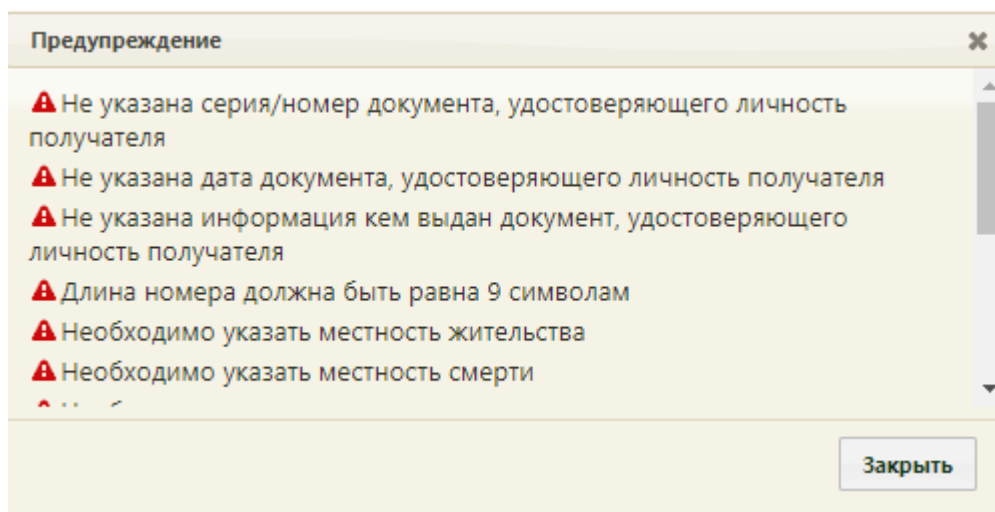 Предупреждение
Не указана серия/номер документа, удостоверяющего личность
получателя
Не указана дата документа, удостоверяющего личность получателя
Не указана информация кем выдан документ, удостоверяющего
личность получателя
Длина номера должна быть равна 9 символам
Необходимо указать местность жительства
Необходимо указать местность смерти
Закрыть